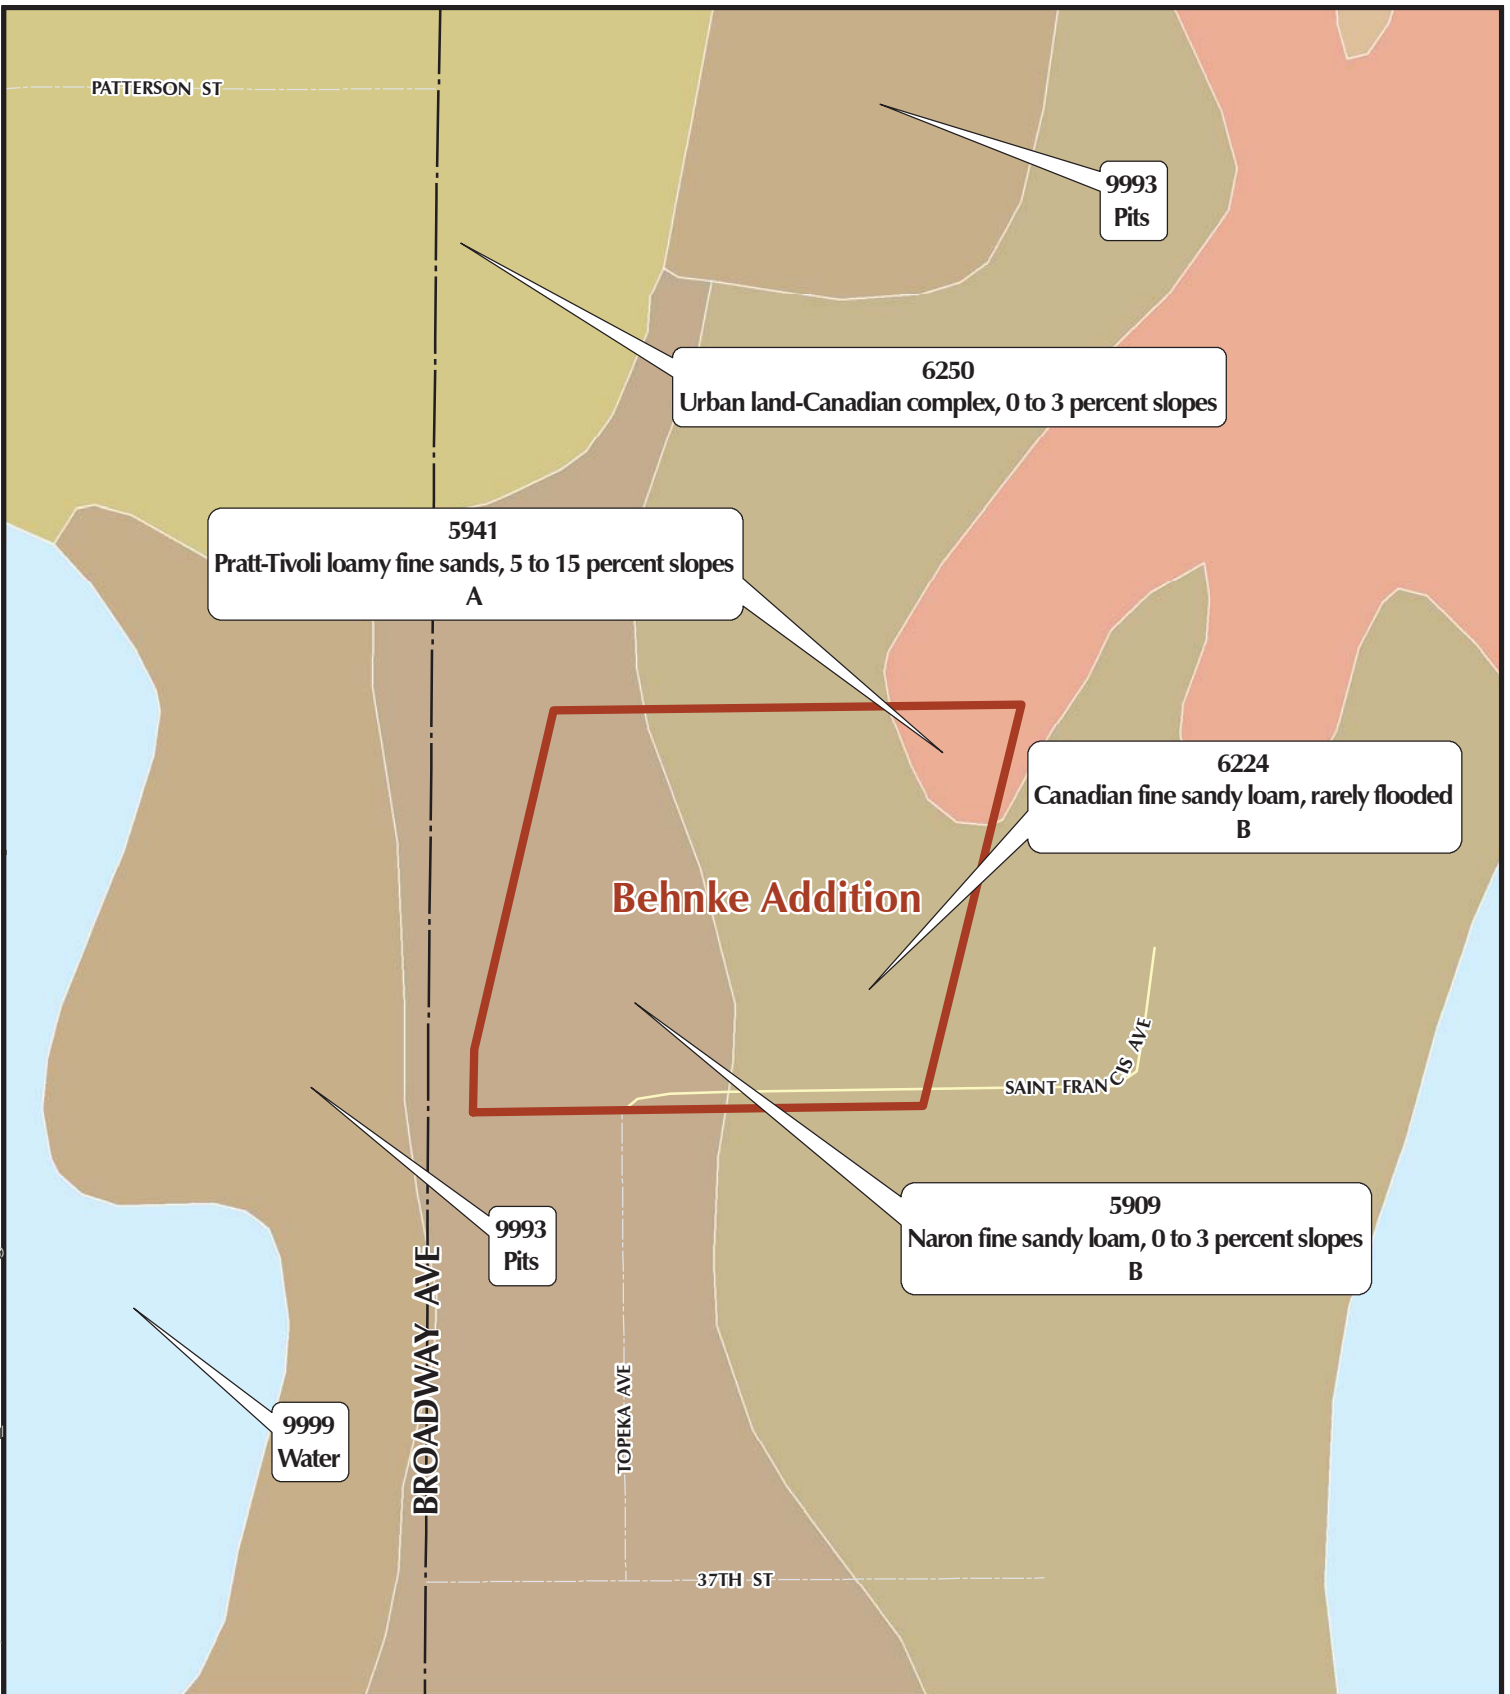 PATTERSON ST
9993
Pits
6250
Urban land-Canadian complex, 0 to 3 percent slopes
5941
Pratt-Tivoli loamy fine sands, 5 to 15 percent slopes
A
6224
Canadian fine sandy loam, rarely flooded
B
Behnke Addition
SAINT FRANCIS AVE
5909
Naron fine sandy loam, 0 to 3 percent slopes
B
9993
Pits
BROADWAY AVE
TOPEKA AVE
9999
Water
37TH ST